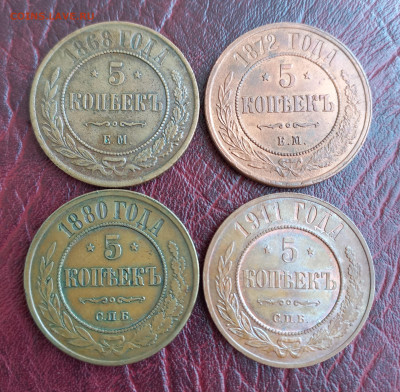 1868 ГОДА
5
КОПѢЕКЪ
Е.М.
1872 ГОДА
5
КОПѢЕКЪ
Е.М.
1880 ГОДА
5
КОПѢЕКЪ
С.П.Б.
1911 ГОДА
5
КОПѢЕКЪ
С.П.Б.